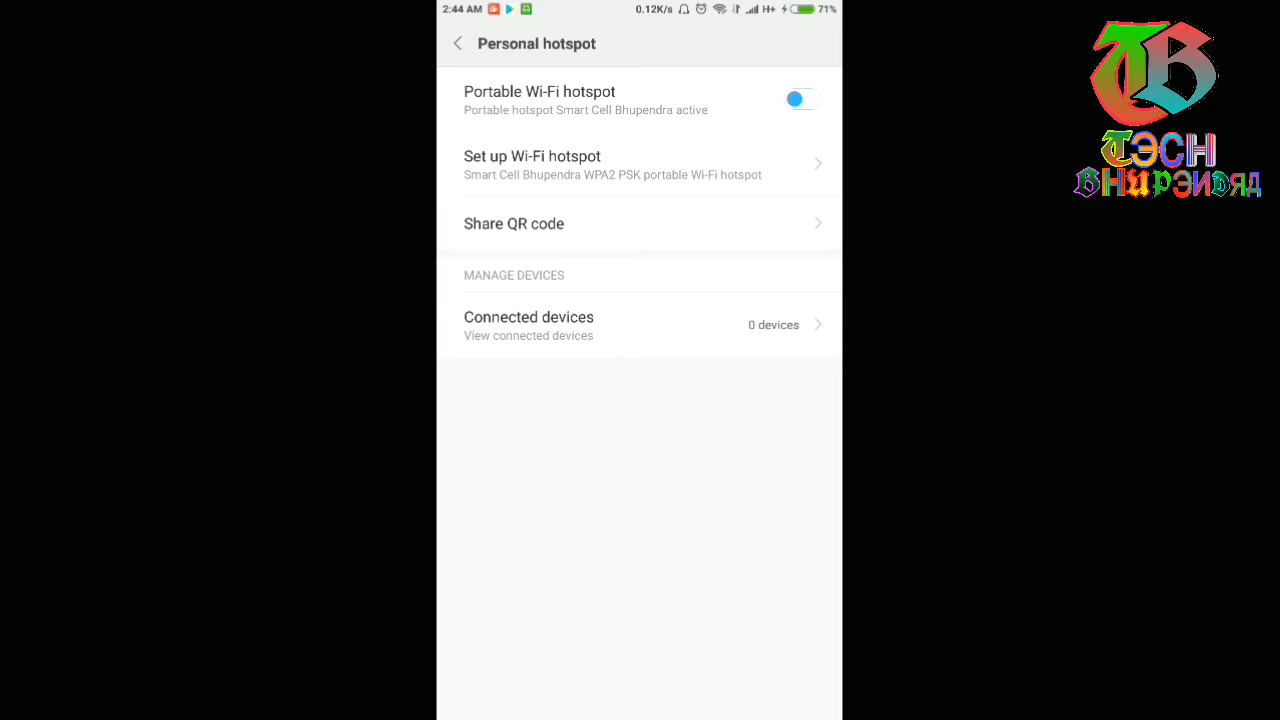 2:44 AM 0.12K/s H+ 71%
Personal hotspot
Portable Wi-Fi hotspot
Portable hotspot Smart Cell Bhupendra active
Set up Wi-Fi hotspot
Smart Cell Bhupendra WPA2 PSK portable Wi-Fi hotspot
Share QR code
MANAGE DEVICES
Connected devices
0 devices
View connected devices
TB
TЭCH
BHUPЭИDЯД